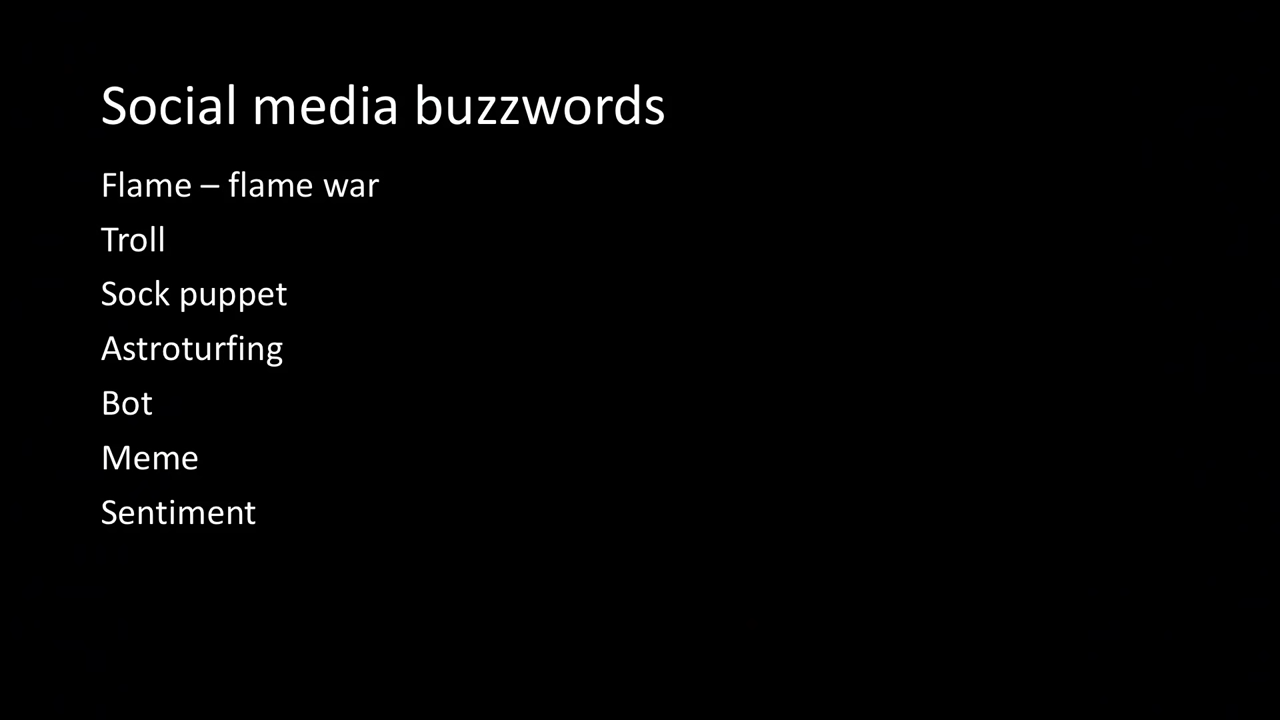 Social media buzzwords
Flame – flame war
Troll
Sock puppet
Astroturfing
Bot
Meme
Sentiment